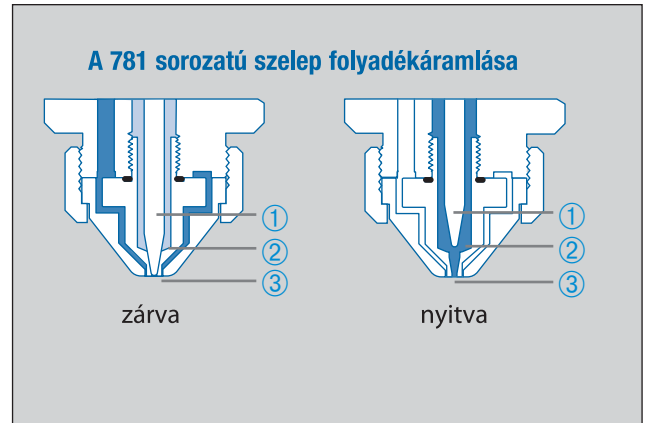 A 781 sorozatú szelep folyadékáramlása
① ①
② ②
③ ③
zárva nyitva